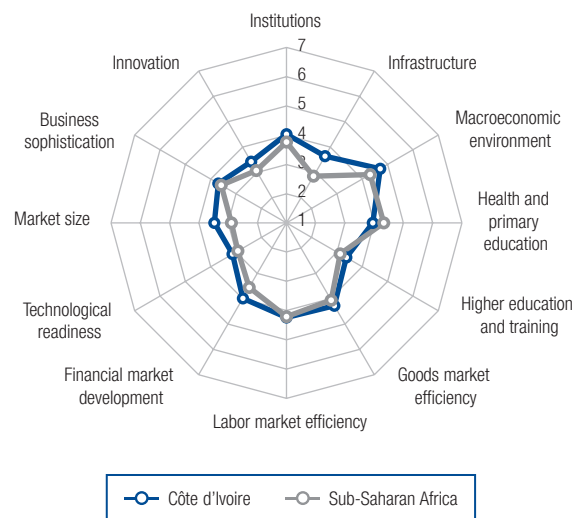 Institutions
Infrastructure
Macroeconomic
environment
Health and
primary
education
Higher education
and training
Goods market
efficiency
Labor market efficiency
Financial market
development
Technological
readiness
Market size
Business
sophistication
Innovation
7
6
5
4
3
2
1
Côte d'Ivoire
Sub-Saharan Africa